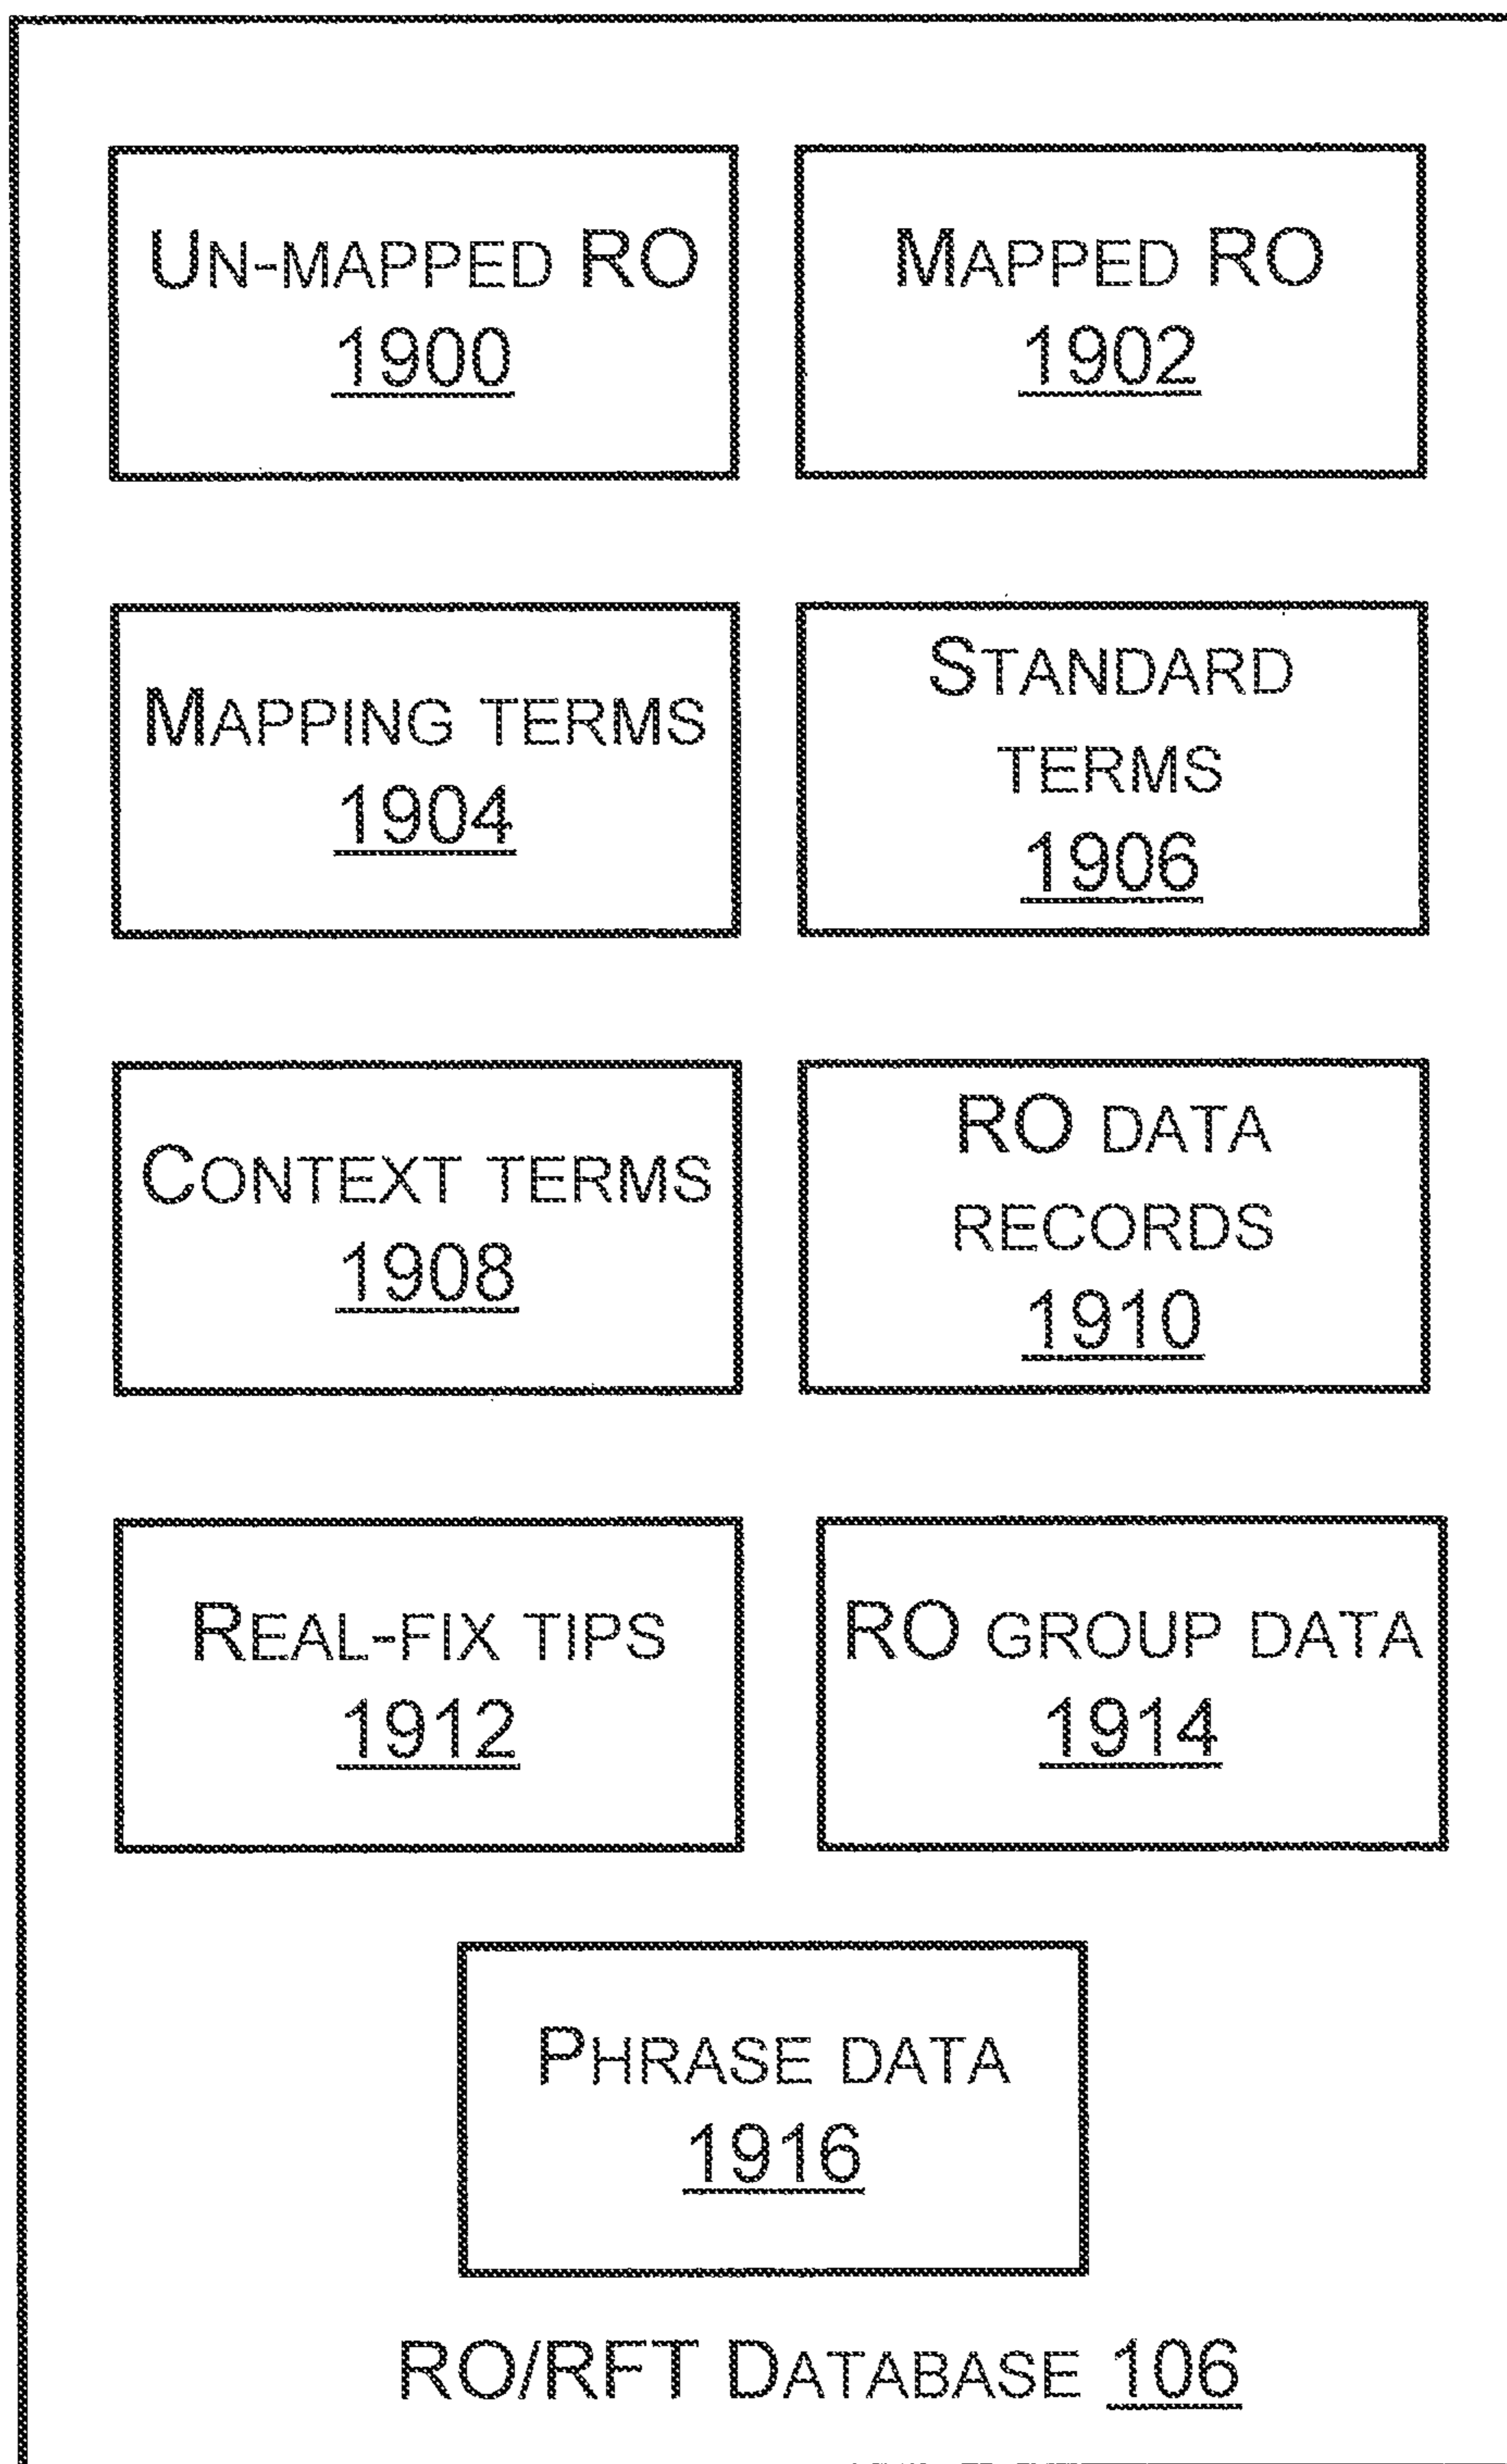 UN-MAPPED RO
1900
MAPPED RO
1902
MAPPING TERMS
1904
STANDARD
TERMS
1906
CONTEXT TERMS
1908
RO DATA
RECORDS
1910
REAL-FIX TIPS
1912
RO GROUP DATA
1914
PHRASE DATA
1916
RO/RFT DATABASE 106